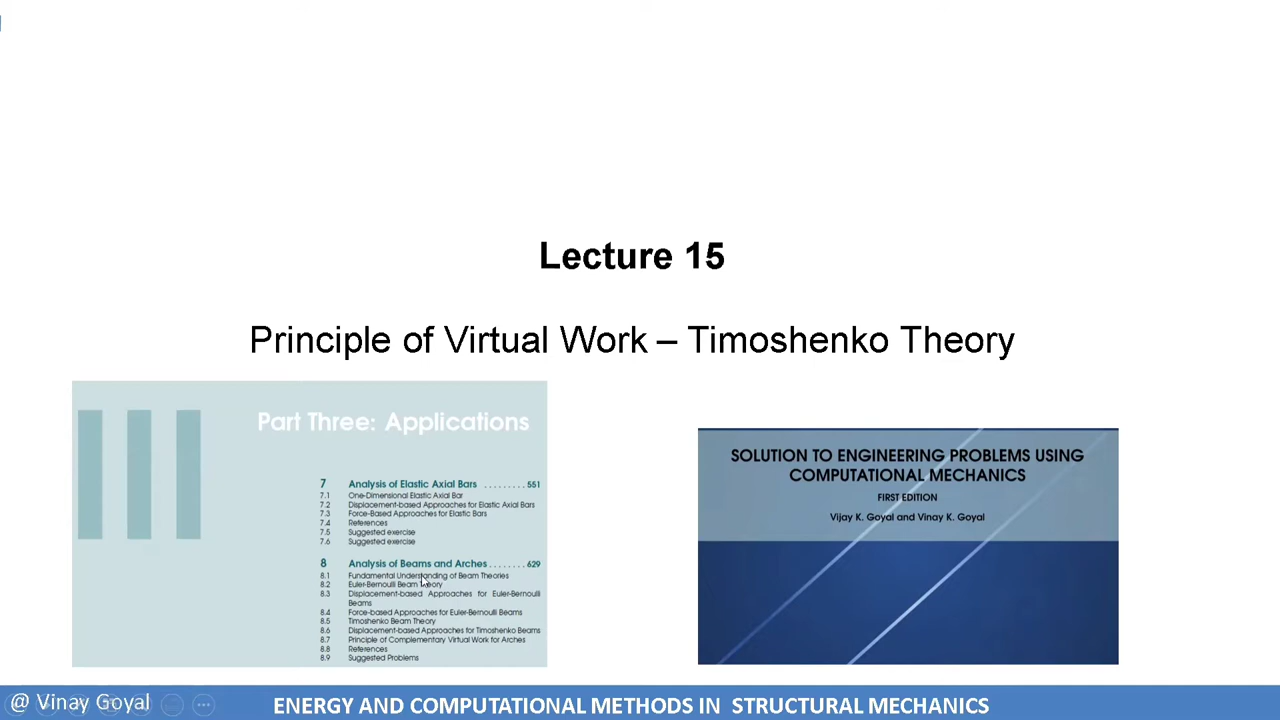 Lecture 15
Principle of Virtual Work – Timoshenko Theory
Part Three: Applications
7 Analysis of Elastic Axial Bars ........ 551
7.1 One-Dimensional Elastic Axial Bar
7.2 Displacement-based Approaches for Elastic Axial Bars
7.3 Force-Based Approaches for Elastic Bars
7.4 References
7.5 Suggested exercise
7.6 Suggested exercise
8 Analysis of Beams and Arches ........ 629
8.1 Fundamental Understanding of Beam Theories
8.2 Euler-Bernoulli Beam Theory
8.3 Displacement-based Approaches for Euler-Bernoulli
Beams
8.4 Force-based Approaches for Euler-Bernoulli Beams
8.5 Timoshenko Beam Theory
8.6 Displacement-based Approaches for Timoshenko Beams
8.7 Principle of Complementary Virtual Work for Arches
8.8 References
8.9 Suggested Problems
SOLUTION TO ENGINEERING PROBLEMS USING
COMPUTATIONAL MECHANICS
FIRST EDITION
Vijay K. Goyal and Vinay K. Goyal
@ Vinay Goyal
ENERGY AND COMPUTATIONAL METHODS IN STRUCTURAL MECHANICS